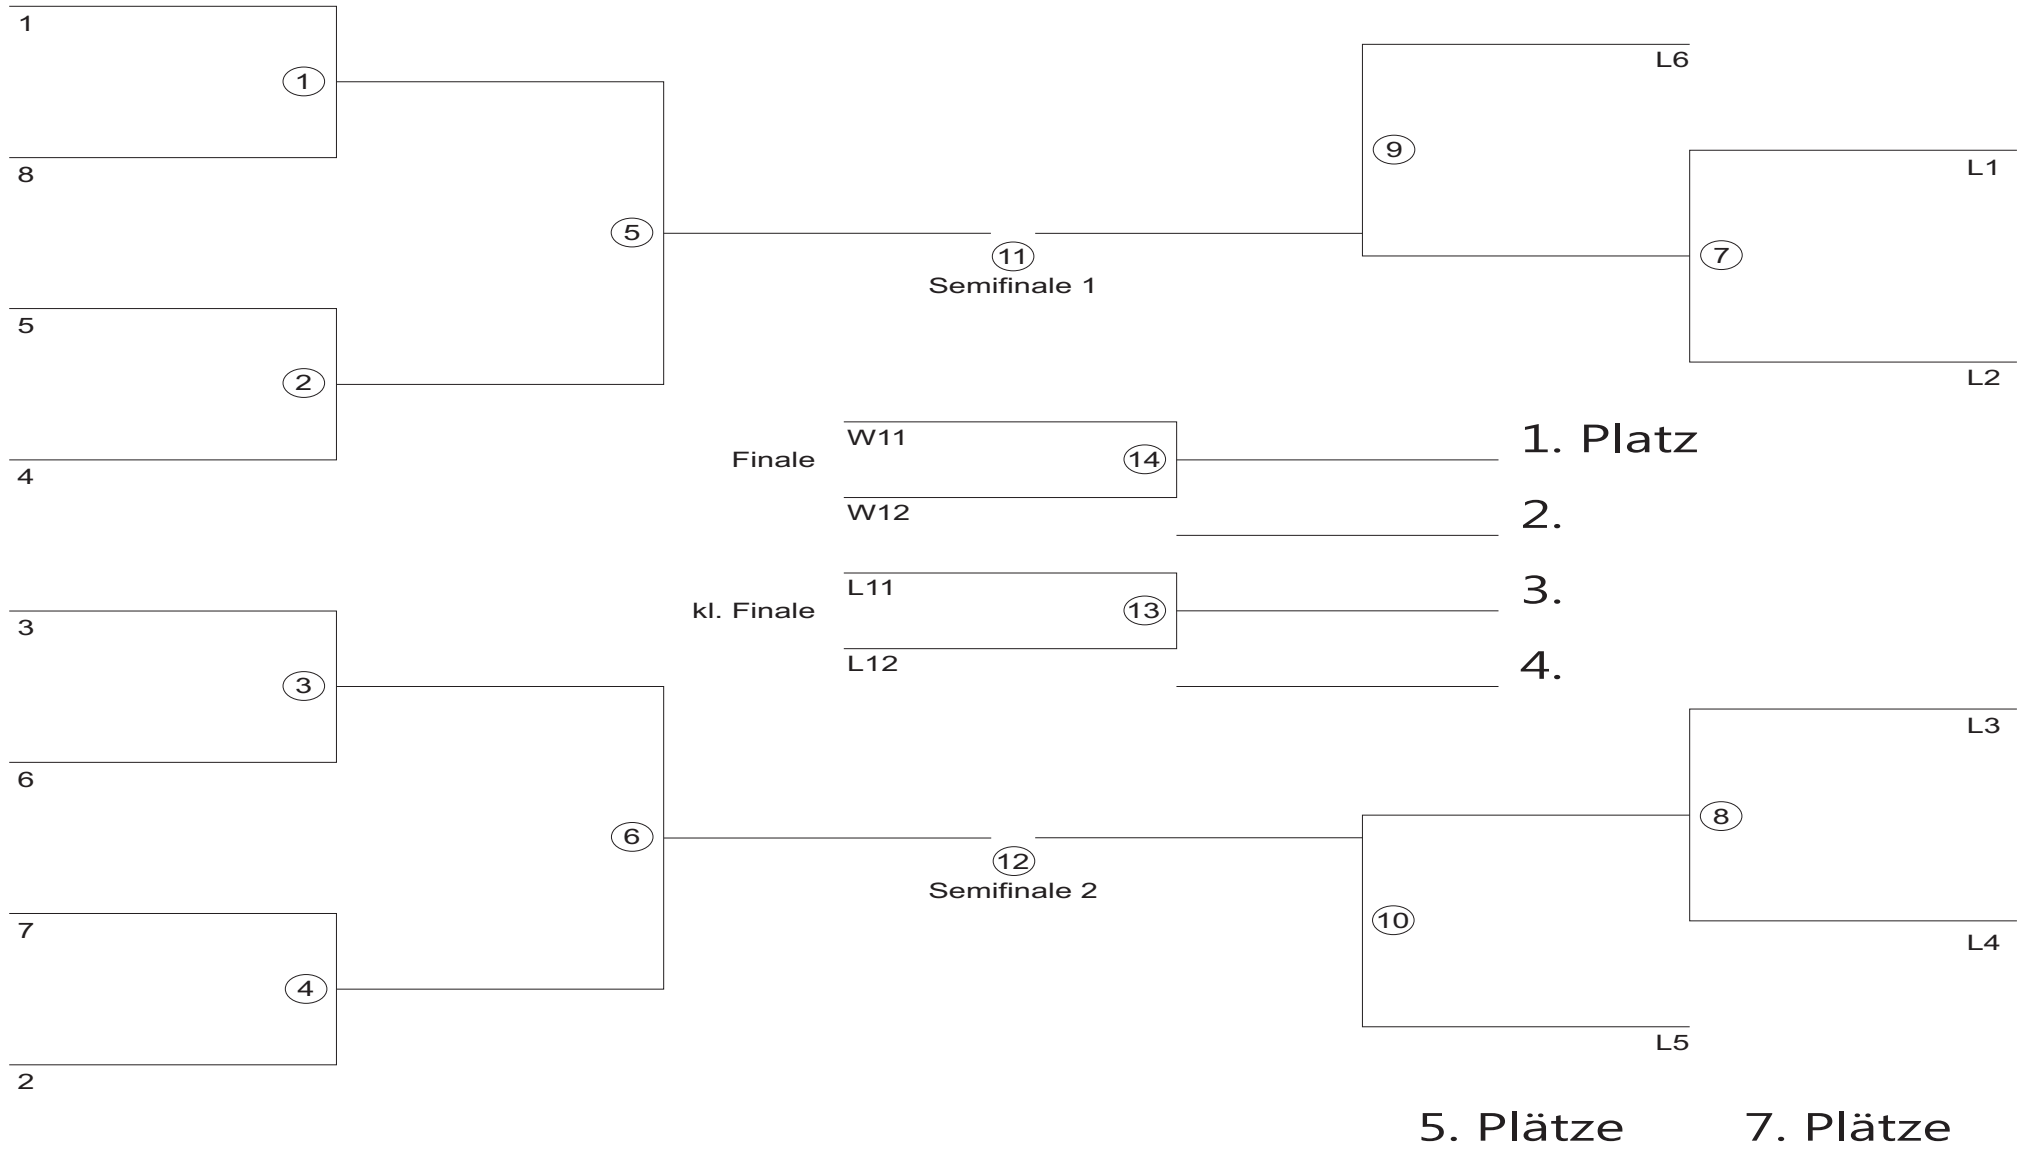 1
1
8
5
5
2
4
3
3
6
6
7
4
2
11
Semifinale 1
Finale
W11
14
W12
kl. Finale
L11
13
L12
12
Semifinale 2
L6
9
L1
7
L2
1. Platz
2.
3.
4.
L3
8
L4
10
L5
5. Plätze
7. Plätze